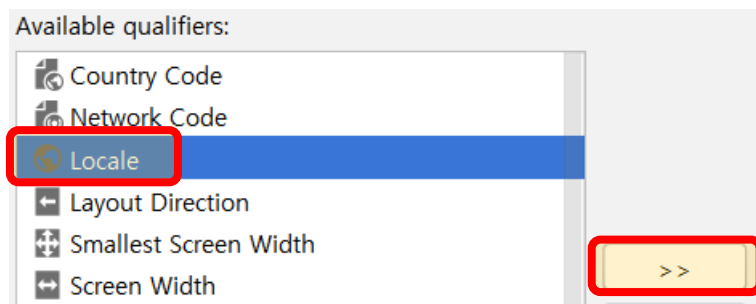 Available qualifiers:
Country Code
Network Code
Locale
Layout Direction
Smallest Screen Width
Screen Width
>>